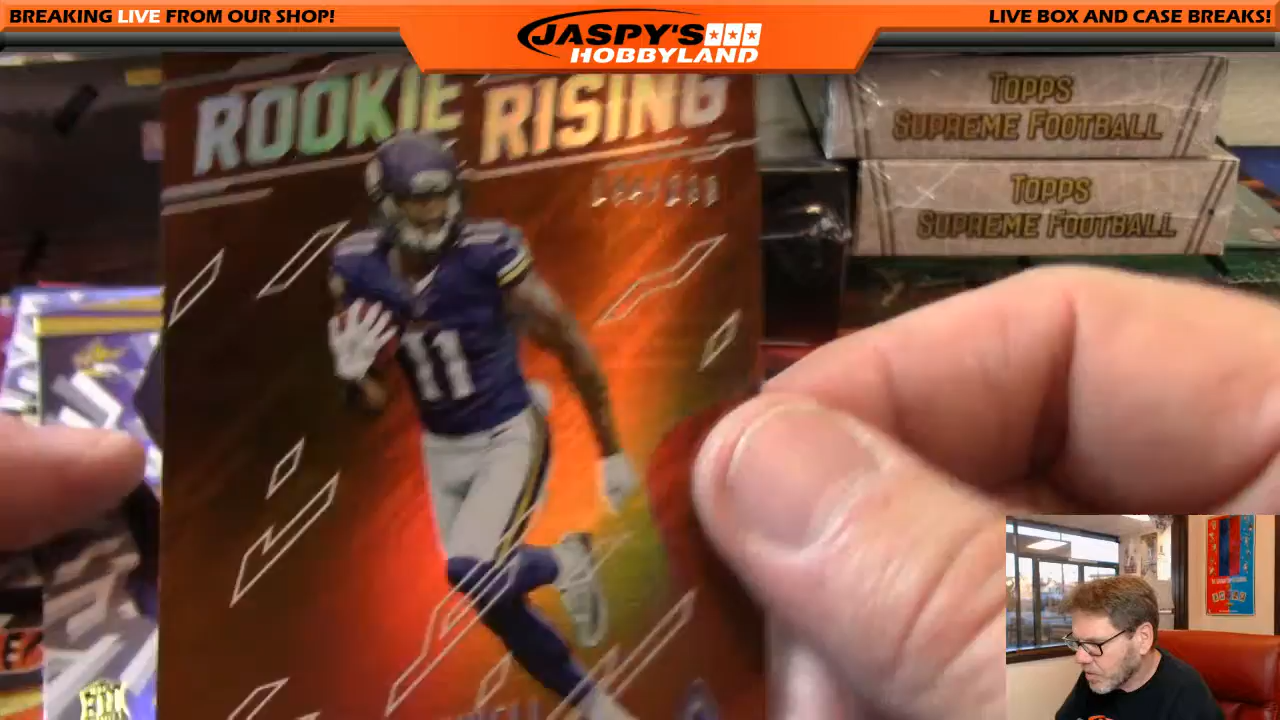 BREAKING LIVE FROM OUR SHOP!
JASPY'S
HOBBYLAND
LIVE BOX AND CASE BREAKS!
ROOKIE RISING
TOPPS
SUPREME FOOTBALL
TOPPS
SUPREME FOOTBALL
11